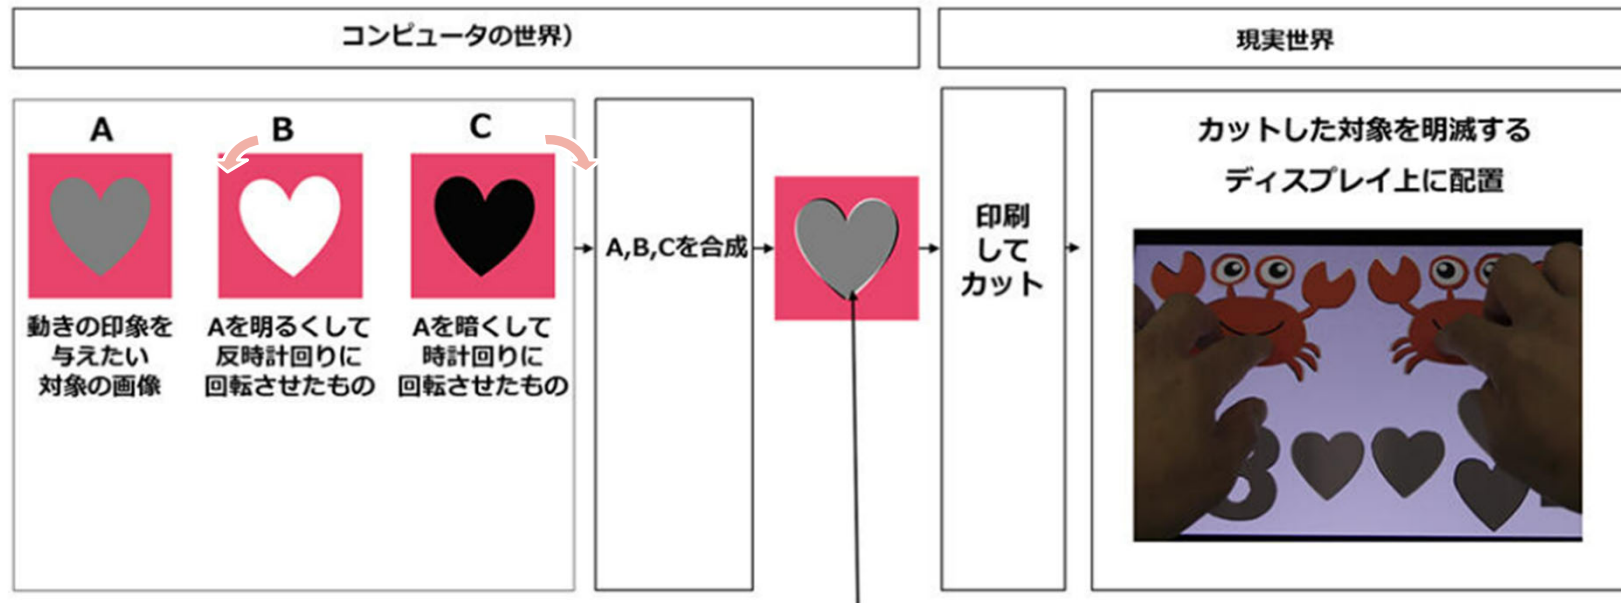 コンピュータの世界）
現実世界
A
B
C
動きの印象を
与えたい
対象の画像
Aを明るくして
反時計回りに
回転させたもの
Aを暗くして
時計回りに
回転させたもの
A,B,Cを合成
印刷
して
カット
カットした対象を明滅する
ディスプレイ上に配置